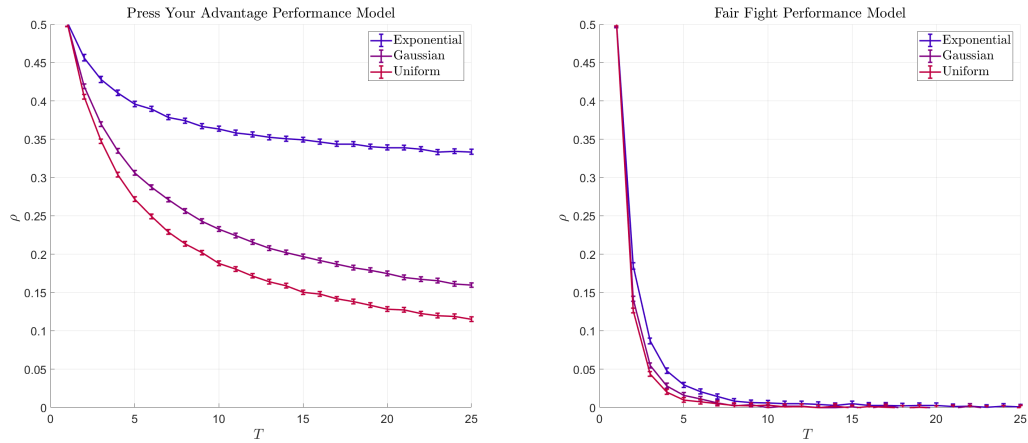 Press Your Advantage Performance Model
0.5
0.45
0.4
0.35
0.3
0.25
0.2
0.15
0.1
0.05
0
ρ
0 5 10 15 20 25
T
Exponential
Gaussian
Uniform
Fair Fight Performance Model
0.5
0.45
0.4
0.35
0.3
0.25
0.2
0.15
0.1
0.05
0
ρ
0 5 10 15 20 25
T
Exponential
Gaussian
Uniform